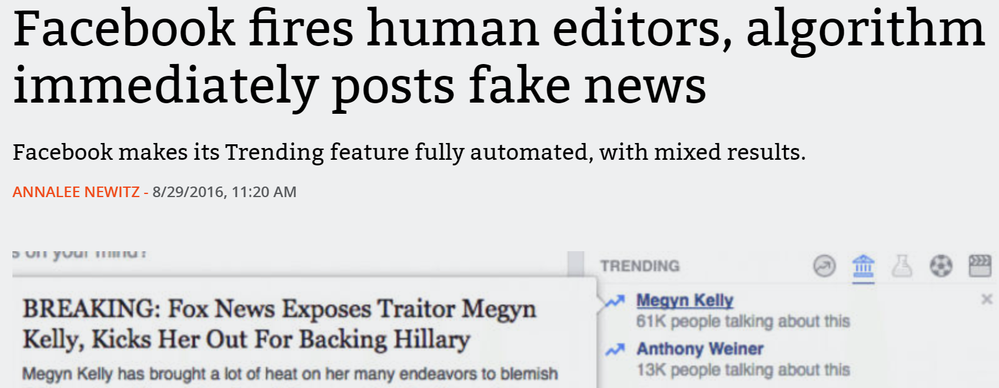 Facebook fires human editors, algorithm
immediately posts fake news
Facebook makes its Trending feature fully automated, with mixed results.
ANNALEE NEWITZ - 8/29/2016, 11:20 AM
s on your mind?
TRENDING
BREAKING: Fox News Exposes Traitor Megyn
Kelly, Kicks Her Out For Backing Hillary
Megyn Kelly has brought a lot of heat on her many endeavors to blemish
Megyn Kelly
61K people talking about this
Anthony Weiner
13K people talking about this